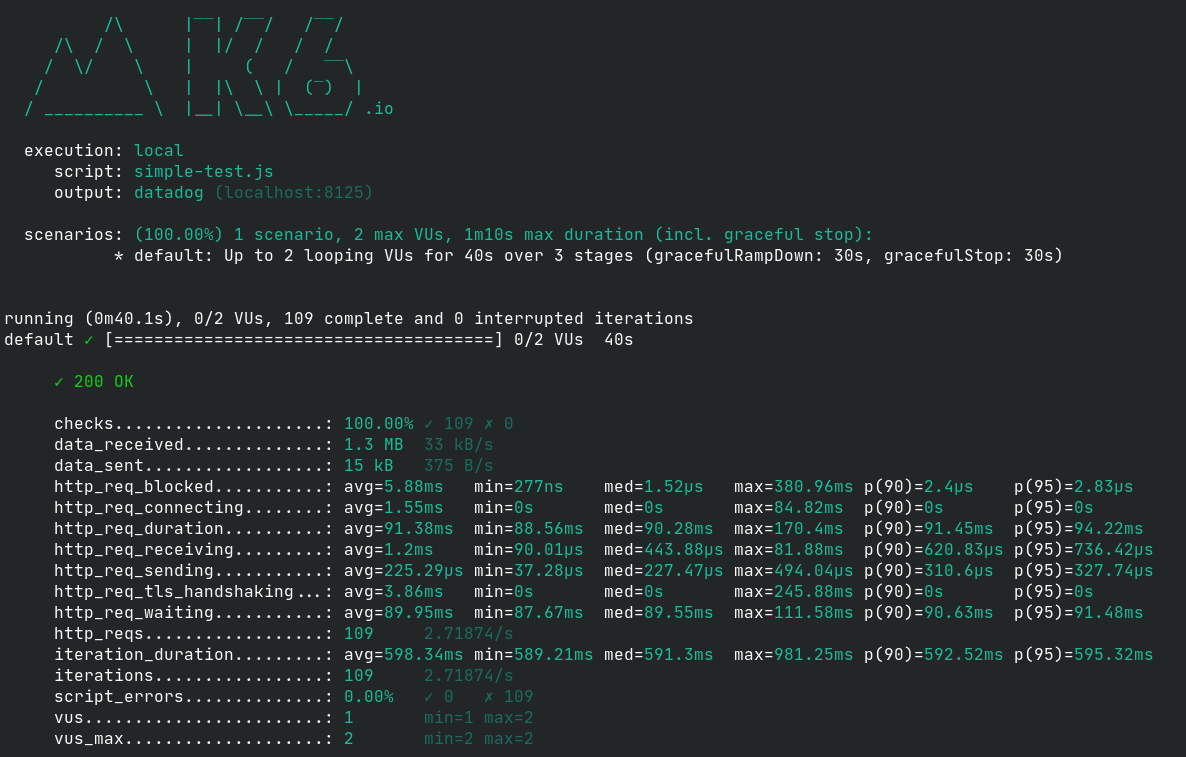 /\      |‾‾| /‾‾/   /‾‾/
     /\  /  \     |  |/  /   /  /
    /  \/    \    |     (   /   ‾‾\
   /          \   |  |\  \ |  (‾)  |
  / __________ \  |__| \__\ \_____/ .io

  execution: local
     script: simple-test.js
     output: datadog (localhost:8125)

  scenarios: (100.00%) 1 scenario, 2 max VUs, 1m10s max duration (incl. graceful stop):
           * default: Up to 2 looping VUs for 40s over 3 stages (gracefulRampDown: 30s, gracefulStop: 30s)

running (0m40.1s), 0/2 VUs, 109 complete and 0 interrupted iterations
default ✓ [======================================] 0/2 VUs  40s

     ✓ 200 OK

     checks.....................: 100.00% ✓ 109 ✗ 0
     data_received..............: 1.3 MB  33 kB/s
     data_sent..................: 15 kB   375 B/s
     http_req_blocked...........: avg=5.88ms   min=277ns    med=1.52µs   max=380.96ms p(90)=2.4µs    p(95)=2.83µs
     http_req_connecting........: avg=1.55ms   min=0s       med=0s       max=84.82ms  p(90)=0s       p(95)=0s
     http_req_duration..........: avg=91.38ms  min=88.56ms  med=90.28ms  max=170.4ms  p(90)=91.45ms  p(95)=94.22ms
     http_req_receiving.........: avg=1.2ms    min=90.01µs  med=443.88µs max=81.88ms  p(90)=620.83µs p(95)=736.42µs
     http_req_sending...........: avg=225.29µs min=37.28µs  med=227.47µs max=494.04µs p(90)=310.6µs  p(95)=327.74µs
     http_req_tls_handshaking...: avg=3.86ms   min=0s       med=0s       max=245.88ms p(90)=0s       p(95)=0s
     http_req_waiting...........: avg=89.95ms  min=87.67ms  med=89.55ms  max=111.58ms p(90)=90.63ms  p(95)=91.48ms
     http_reqs..................: 109     2.71874/s
     iteration_duration.........: avg=598.34ms min=589.21ms med=591.3ms  max=981.25ms p(90)=592.52ms p(95)=595.32ms
     iterations.................: 109     2.71874/s
     script_errors..............: 0.00%   ✓ 0   ✗ 109
     vus........................: 1       min=1 max=2
     vus_max....................: 2       min=2 max=2